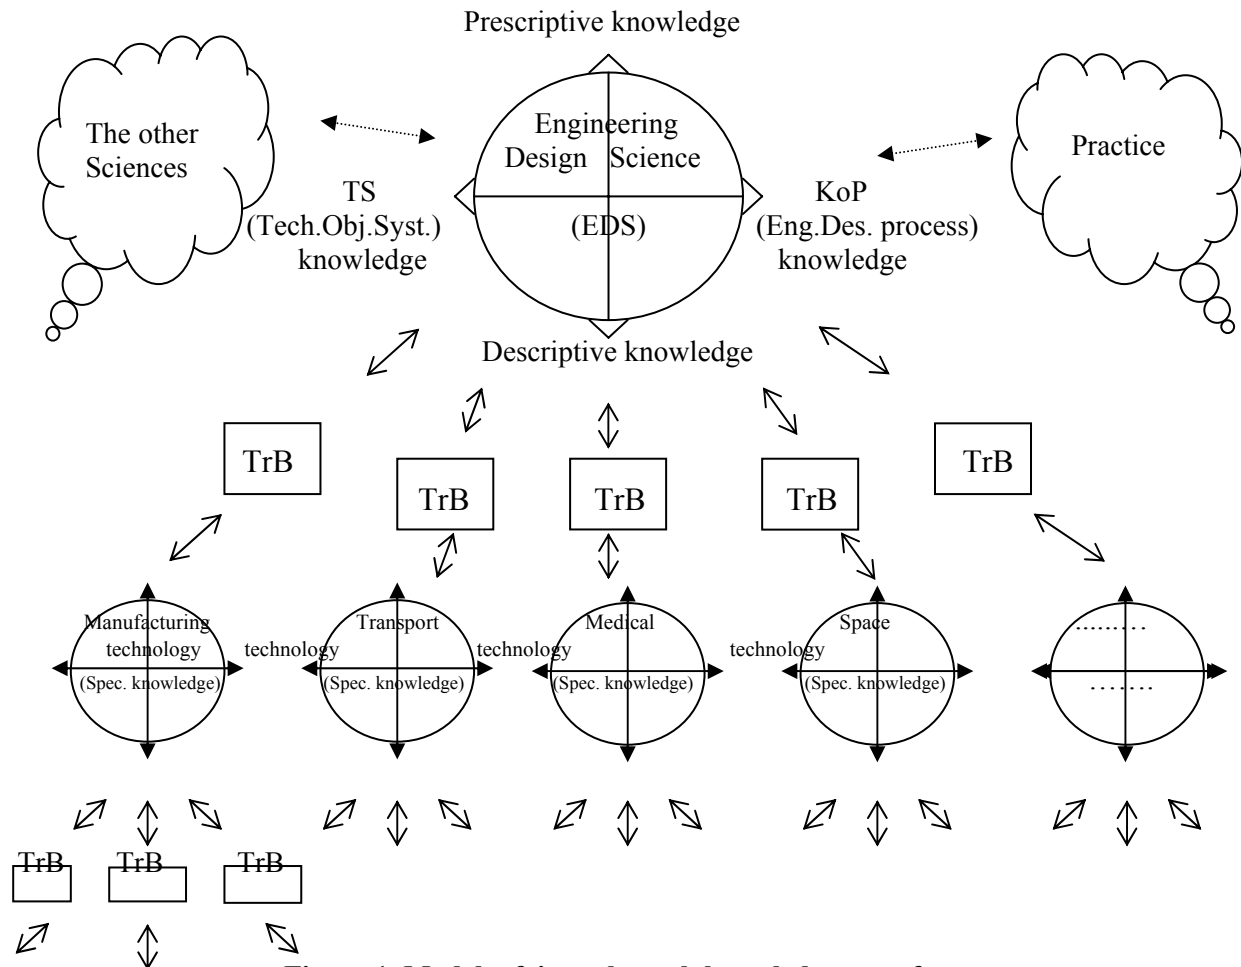 Prescriptive knowledge
The other
Sciences
Engineering
Design Science
(EDS)
Practice
TS
(Tech.Obj.Syst.)
knowledge
KoP
(Eng.Des. process)
knowledge
Descriptive knowledge
TrB
TrB
TrB
TrB
TrB
Manufacturing
technology
(Spec. knowledge)
Transport
technology
(Spec. knowledge)
Medical
technology
(Spec. knowledge)
Space
technology
(Spec. knowledge)
.........
.......
TrB
TrB
TrB